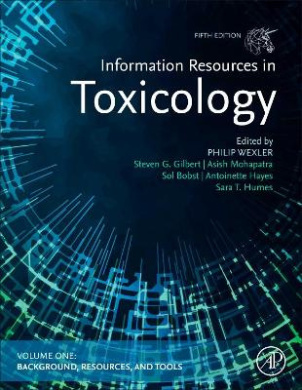 FIFTH EDITION
Information Resources in
Toxicology
Edited by
PHILIP WEXLER
Steven G. Gilbert | Asish Mohapatra
Sol Bobst | Antoinette Hayes
Sara T. Humes
VOLUME ONE:
BACKGROUND, RESOURCES, AND TOOLS